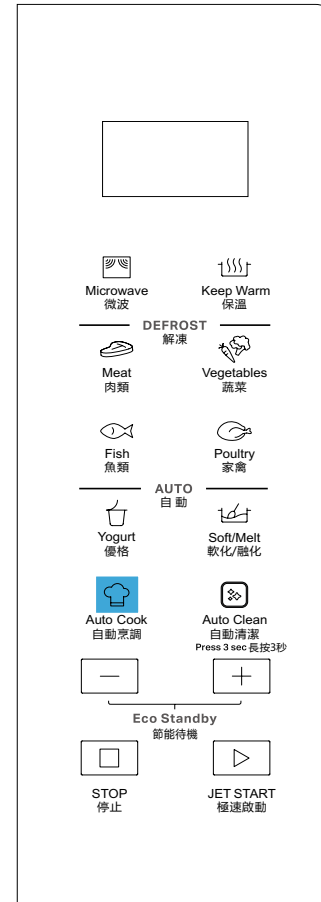 Microwave
微波
Keep Warm
保溫
DEFROST
解凍
Meat
肉類
Vegetables
蔬菜
Fish
魚類
Poultry
家禽
AUTO
自動
Yogurt
優格
Soft/Melt
軟化/融化
Auto Cook
自動烹調
Auto Clean
自動清潔
Press 3 sec 長按3秒
Eco Standby
節能待機
STOP
停止
JET START
極速啟動